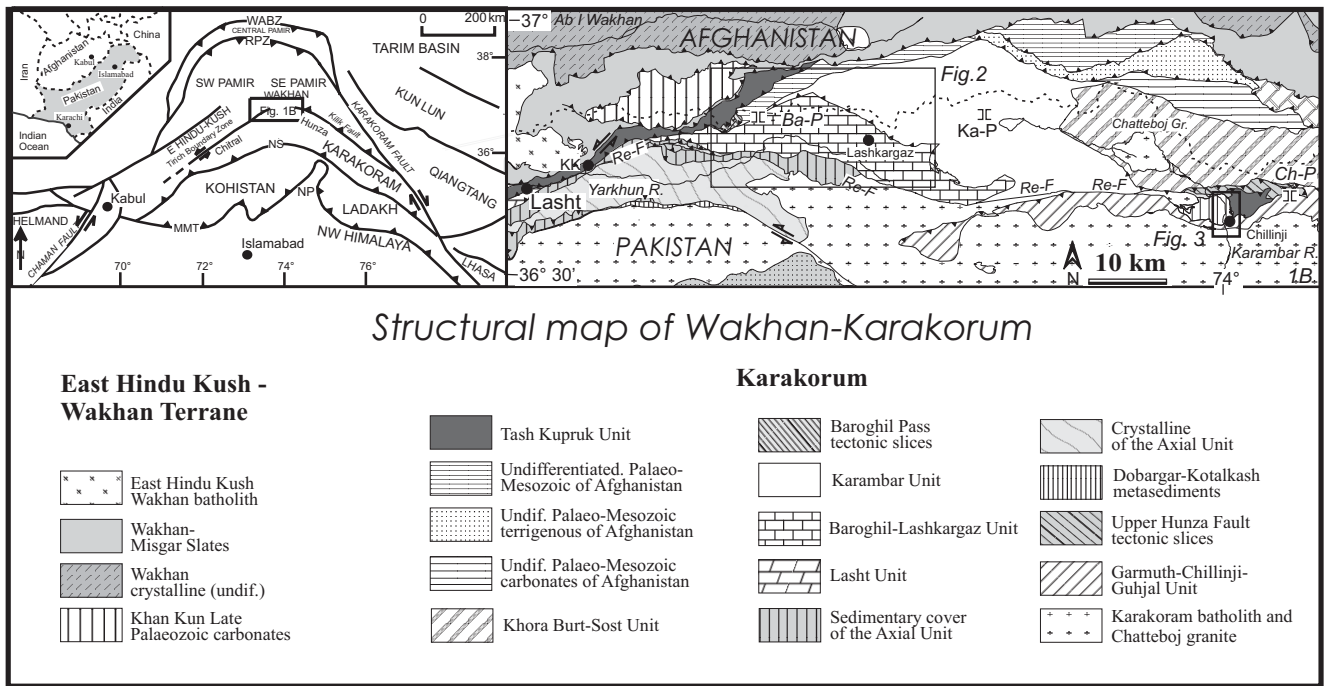 China
Iran
Afghanistan
Kabul
Islamabad
Pakistan
India
Karachi
Indian
Ocean
WABZ
CENTRAL PAMIR
RPZ
0 200 km
TARIM BASIN
38°
SW PAMIR
SE PAMIR
WAKHAN
Fig. 1B
KUN LUN
E HINDU-KUSH
Tirich Boundary Zone
Chitral
Hunza
Kilik Fault
KARAKORAM FAULT
36°
NS
KARAKORAM
QIANGTANG
KOHISTAN
NP
LADAKH
Kabul
HELMAND
CHAMAN FAUL
MMT
Islamabad
NW HIMALAYA
LHASA
N
70°
72°
74°
76°
37°
Ab I Wakhan
AFGHANISTAN
Fig.2
Ba-P
Ka-P
Chatteboj Gr.
Lashkargaz
KK
Re-F
Re-F
Re-F
Re-F
Ch-P
Yarkhun R.
Lasht
PAKISTAN
Fig. 3
Chillinji
Karambar R.
36° 30'
N
10 km
74°
1B.
Structural map of Wakhan-Karakorum
East Hindu Kush -
Wakhan Terrane
East Hindu Kush
Wakhan batholith
Wakhan-
Misgar Slates
Wakhan
crystalline (undif.)
Khan Kun Late
Palaeozoic carbonates
Karakorum
Tash Kupruk Unit
Undifferentiated. Palaeo-
Mesozoic of Afghanistan
Undif. Palaeo-Mesozoic
terrigenous of Afghanistan
Undif. Palaeo-Mesozoic
carbonates of Afghanistan
Khora Burt-Sost Unit
Baroghil Pass
tectonic slices
Karambar Unit
Baroghil-Lashkargaz Unit
Lasht Unit
Sedimentary cover
of the Axial Unit
Crystalline
of the Axial Unit
Dobargar-Kotalkash
metasediments
Upper Hunza Fault
tectonic slices
Garmuth-Chillinji-
Guhjal Unit
Karakoram batholith and
Chatteboj granite